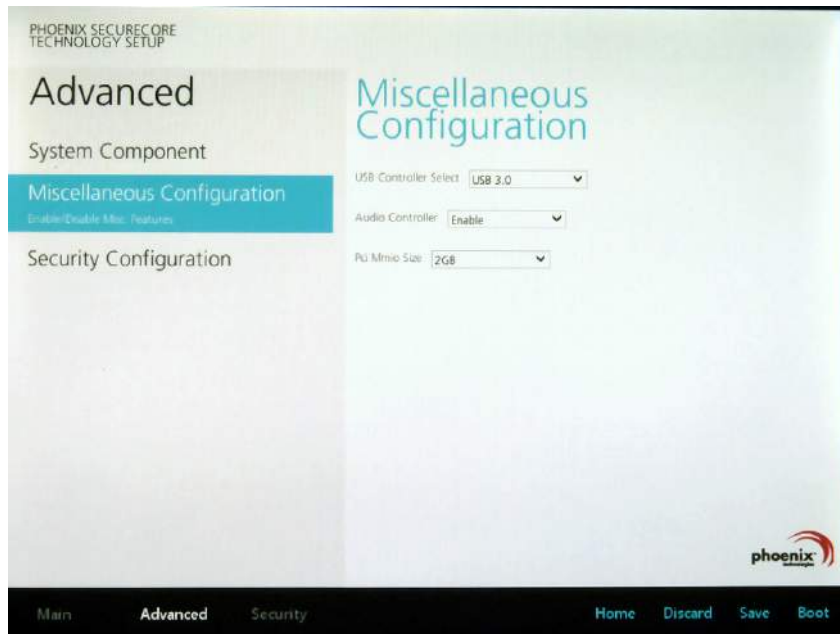 PHOENIX SECURECORE
TECHNOLOGY SETUP
Advanced
System Component
Miscellaneous Configuration
Enable/Disable Misc. Features
Security Configuration
Miscellaneous
Configuration
USB Controller Select USB 3.0
Audio Controller Enable
Pci Mmio Size 2GB
phoenix
technologies
Main Advanced Security Home Discard Save Boot